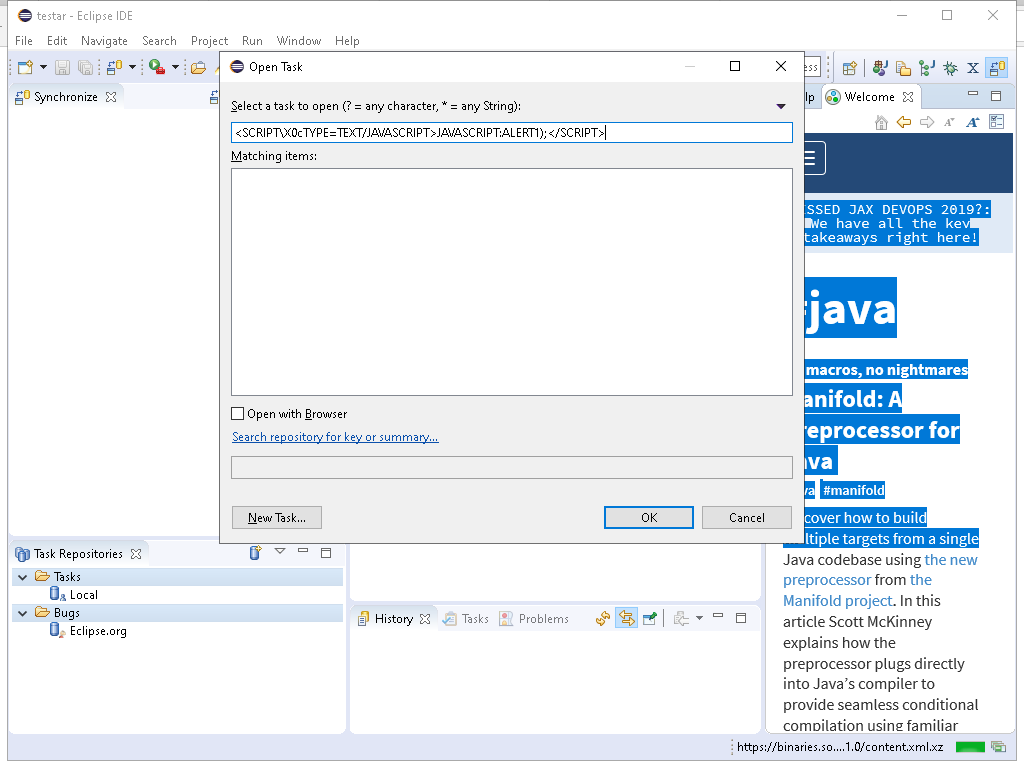 testar - Eclipse IDE
File Edit Navigate Search Project Run Window Help
Open Task
Select a task to open (? = any character, * = any String):
<SCRIPT\X0cTYPE=TEXT/JAVASCRIPT>JAVASCRIPT:ALERT1);</SCRIPT>
Matching items:
Open with Browser
Search repository for key or summary...
New Task...
OK
Cancel
Synchronize
ess
lp
Welcome
ISSED JAX DEVOPS 2019?:
We have all the key
takeaways right here!
#java
macros, no nightmares
anifold: A
reprocessor for
va
va #manifold
cover how to build
ultiple targets from a single
Java codebase using the new
preprocessor from the
Manifold project. In this
article Scott McKinney
explains how the
preprocessor plugs directly
into Java’s compiler to
provide seamless conditional
compilation using familiar
Task Repositories
Tasks
Local
Bugs
Eclipse.org
History Tasks Problems
https://binaries.so....1.0/content.xml.xz